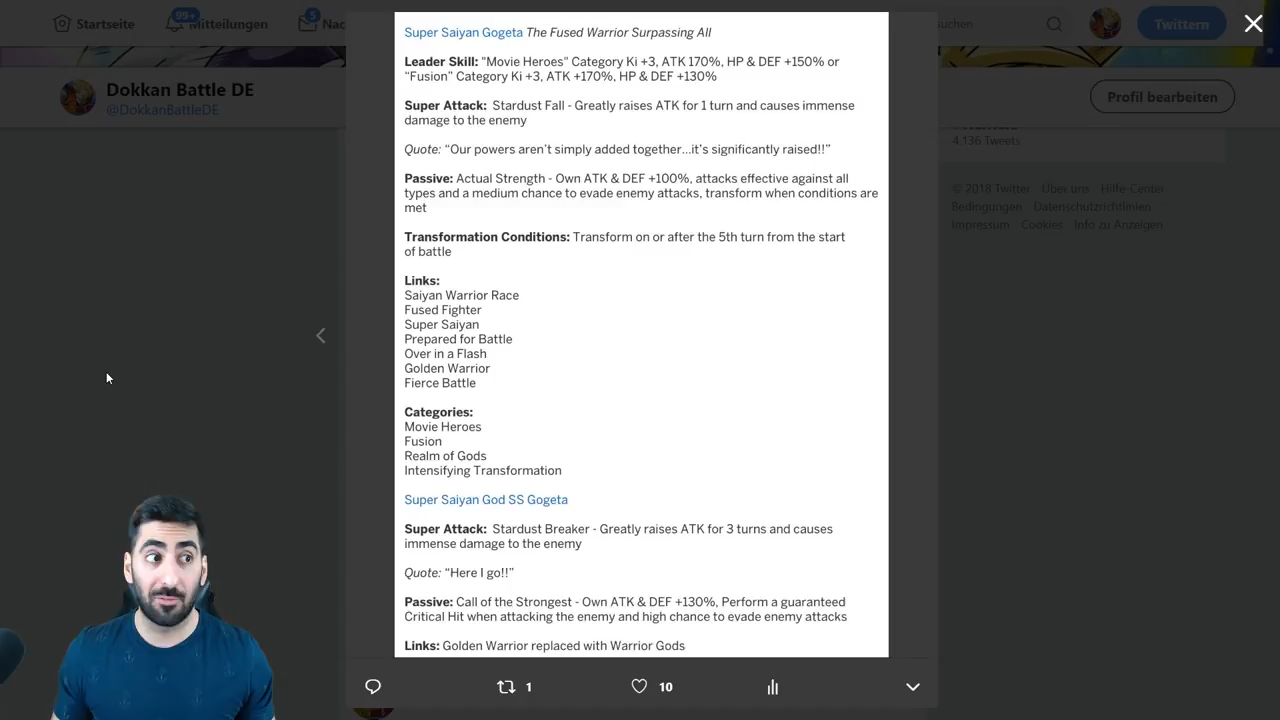 Startseite
99+
Mitteilungen
5
Nac
suchen
Twittern
Dokkan Battle DE
@DokkanBattleDE
Profil bearbeiten
4.136 Tweets
© 2018 Twitter Über uns Hilfe-Center
Bedingungen Datenschutzrichtlinien
Impressum Cookies Info zu Anzeigen
Super Saiyan Gogeta The Fused Warrior Surpassing All
Leader Skill: "Movie Heroes" Category Ki +3, ATK 170%, HP & DEF +150% or
“Fusion” Category Ki +3, ATK +170%, HP & DEF +130%
Super Attack: Stardust Fall - Greatly raises ATK for 1 turn and causes immense
damage to the enemy
Quote: “Our powers aren’t simply added together...it’s significantly raised!!”
Passive: Actual Strength - Own ATK & DEF +100%, attacks effective against all
types and a medium chance to evade enemy attacks, transform when conditions are
met
Transformation Conditions: Transform on or after the 5th turn from the start
of battle
Links:
Saiyan Warrior Race
Fused Fighter
Super Saiyan
Prepared for Battle
Over in a Flash
Golden Warrior
Fierce Battle
Categories:
Movie Heroes
Fusion
Realm of Gods
Intensifying Transformation
Super Saiyan God SS Gogeta
Super Attack: Stardust Breaker - Greatly raises ATK for 3 turns and causes
immense damage to the enemy
Quote: “Here I go!!”
Passive: Call of the Strongest - Own ATK & DEF +130%, Perform a guaranteed
Critical Hit when attacking the enemy and high chance to evade enemy attacks
Links: Golden Warrior replaced with Warrior Gods
1
10